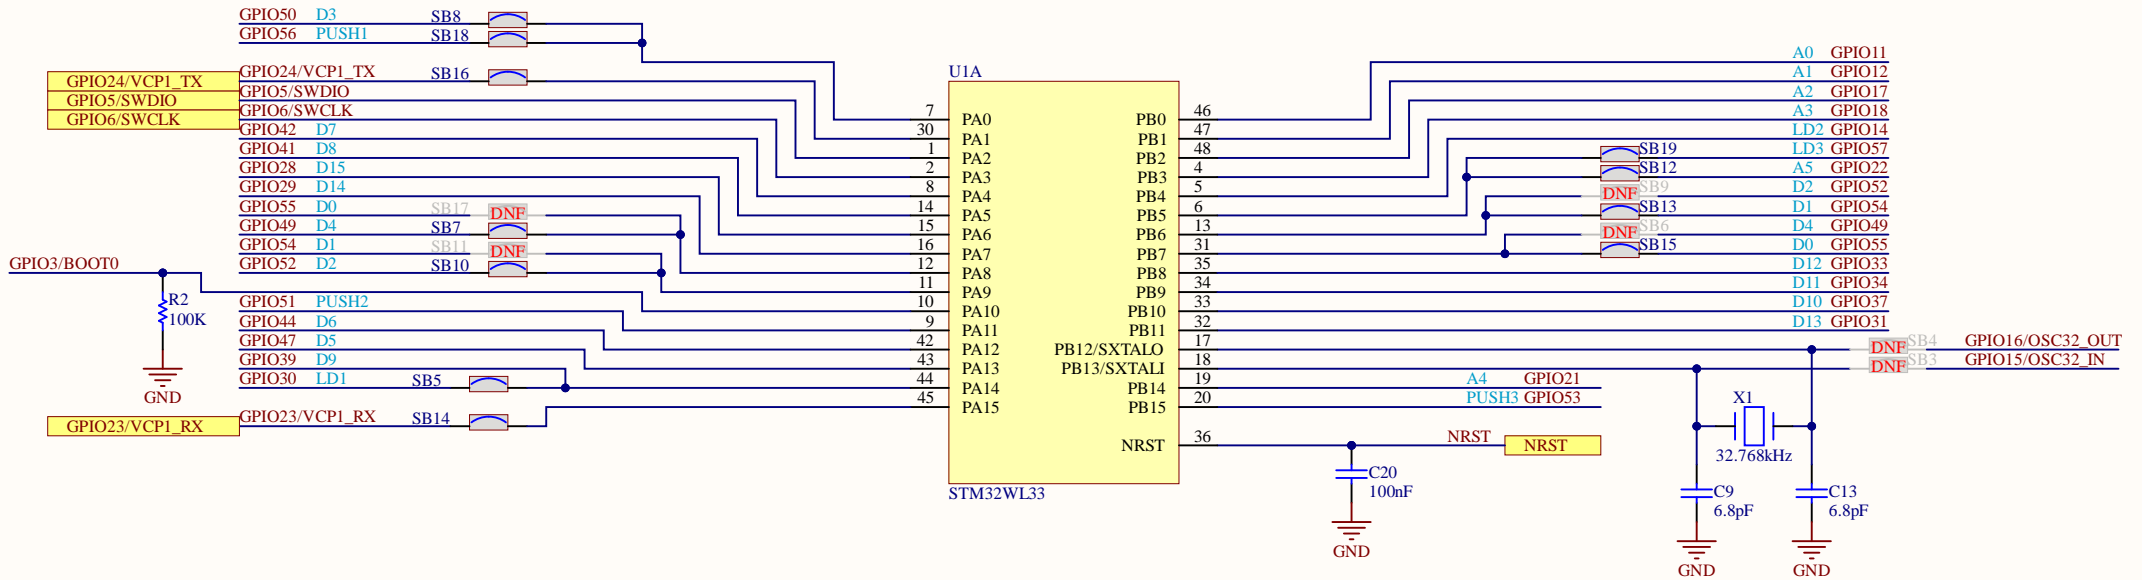 GPIO50 D3 SB8
GPIO56 PUSH1 SB18
GPIO24/VCP1_TX GPIO24/VCP1_TX SB16
GPIO5/SWDIO GPIO5/SWDIO
GPIO6/SWCLK GPIO6/SWCLK
GPIO42 D7
GPIO41 D8
GPIO28 D15
GPIO29 D14
GPIO55 D0 SB17 DNF
GPIO49 D4 SB7
GPIO54 D1 SB11 DNF
GPIO52 D2 SB10
GPIO3/BOOT0
R2
100K
GND
GPIO51 PUSH2
GPIO44 D6
GPIO47 D5
GPIO39 D9
GPIO30 LD1 SB5
GPIO23/VCP1_RX GPIO23/VCP1_RX SB14
U1A
7 PA0 PB0 46
30 PA1 PB1 47
1 PA2 PB2 48
2 PA3 PB3 4
8 PA4 PB4 5
14 PA5 PB5 6
15 PA6 PB6 13
16 PA7 PB7 31
12 PA8 PB8 35
11 PA9 PB9 34
10 PA10 PB10 33
9 PA11 PB11 32
42 PA12 PB12/SXTALO 17
43 PA13 PB13/SXTALI 18
44 PA14 PB14 19
45 PA15 PB15 20
NRST 36
STM32WL33
A0 GPIO11
A1 GPIO12
A2 GPIO17
A3 GPIO18
LD2 GPIO14
SB19 LD3 GPIO57
SB12 A5 GPIO22
DNF SB9 D2 GPIO52
SB13 D1 GPIO54
DNF SB6 D4 GPIO49
SB15 D0 GPIO55
D12 GPIO33
D11 GPIO34
D10 GPIO37
D13 GPIO31
DNF SB4 GPIO16/OSC32_OUT
DNF SB3 GPIO15/OSC32_IN
A4 GPIO21
PUSH3 GPIO53
NRST NRST
C20
100nF
GND
X1
32.768kHz
C9
6.8pF
GND
C13
6.8pF
GND